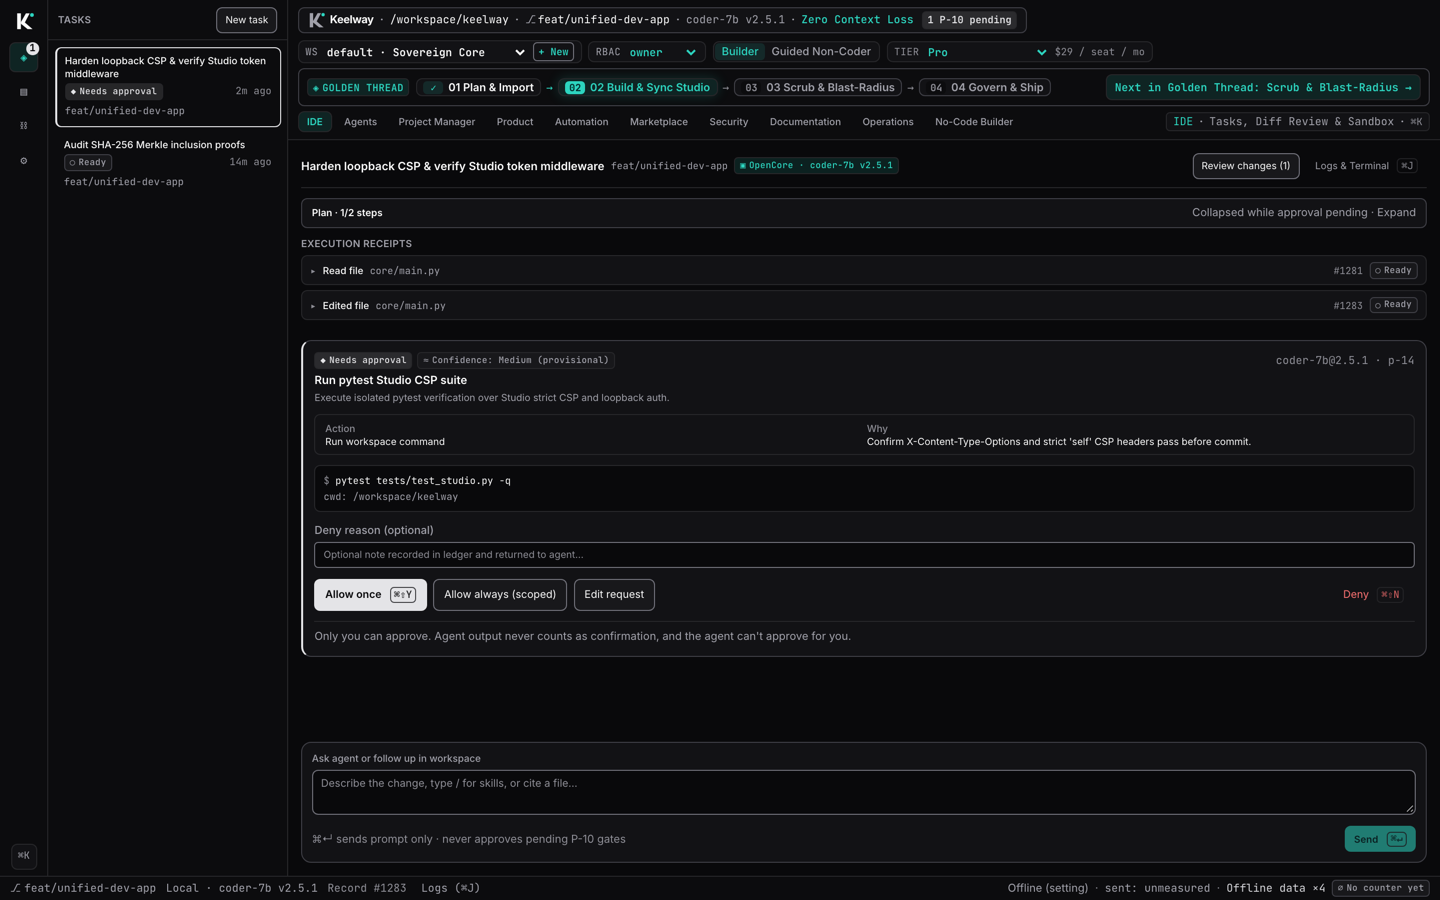 K
TASKS
New task
1
Harden loopback CSP & verify Studio token
middleware
◆ Needs approval
2m ago
feat/unified-dev-app
Audit SHA-256 Merkle inclusion proofs
○ Ready
14m ago
feat/unified-dev-app
⌘K
K Keelway · /workspace/keelway · ⎇ feat/unified-dev-app · coder-7b v2.5.1 · Zero Context Loss 1 P-10 pending
WS default · Sovereign Core + New RBAC owner Builder Guided Non-Coder TIER Pro $29 / seat / mo
◈ GOLDEN THREAD ✓ 01 Plan & Import → 02 02 Build & Sync Studio → 03 03 Scrub & Blast-Radius → 04 04 Govern & Ship Next in Golden Thread: Scrub & Blast-Radius →
IDE Agents Project Manager Product Automation Marketplace Security Documentation Operations No-Code Builder IDE · Tasks, Diff Review & Sandbox · ⌘K
Harden loopback CSP & verify Studio token middleware feat/unified-dev-app ▣ OpenCore · coder-7b v2.5.1 Review changes (1) Logs & Terminal ⌘J
Plan · 1/2 steps Collapsed while approval pending · Expand
EXECUTION RECEIPTS
▸ Read file core/main.py #1281 ○ Ready
▸ Edited file core/main.py #1283 ○ Ready
◆ Needs approval = Confidence: Medium (provisional) coder-7b@2.5.1 · p-14
Run pytest Studio CSP suite
Execute isolated pytest verification over Studio strict CSP and loopback auth.
Action
Run workspace command
Why
Confirm X-Content-Type-Options and strict 'self' CSP headers pass before commit.
$ pytest tests/test_studio.py -q
cwd: /workspace/keelway
Deny reason (optional)
Optional note recorded in ledger and returned to agent...
Allow once ⌘⇧Y Allow always (scoped) Edit request Deny ⌘⇧N
Only you can approve. Agent output never counts as confirmation, and the agent can't approve for you.
Ask agent or follow up in workspace
Describe the change, type / for skills, or cite a file...
⌘↵ sends prompt only · never approves pending P-10 gates Send ⌘↵
⎇ feat/unified-dev-app Local · coder-7b v2.5.1 Record #1283 Logs (⌘J) Offline (setting) · sent: unmeasured · Offline data ×4 ∅ No counter yet